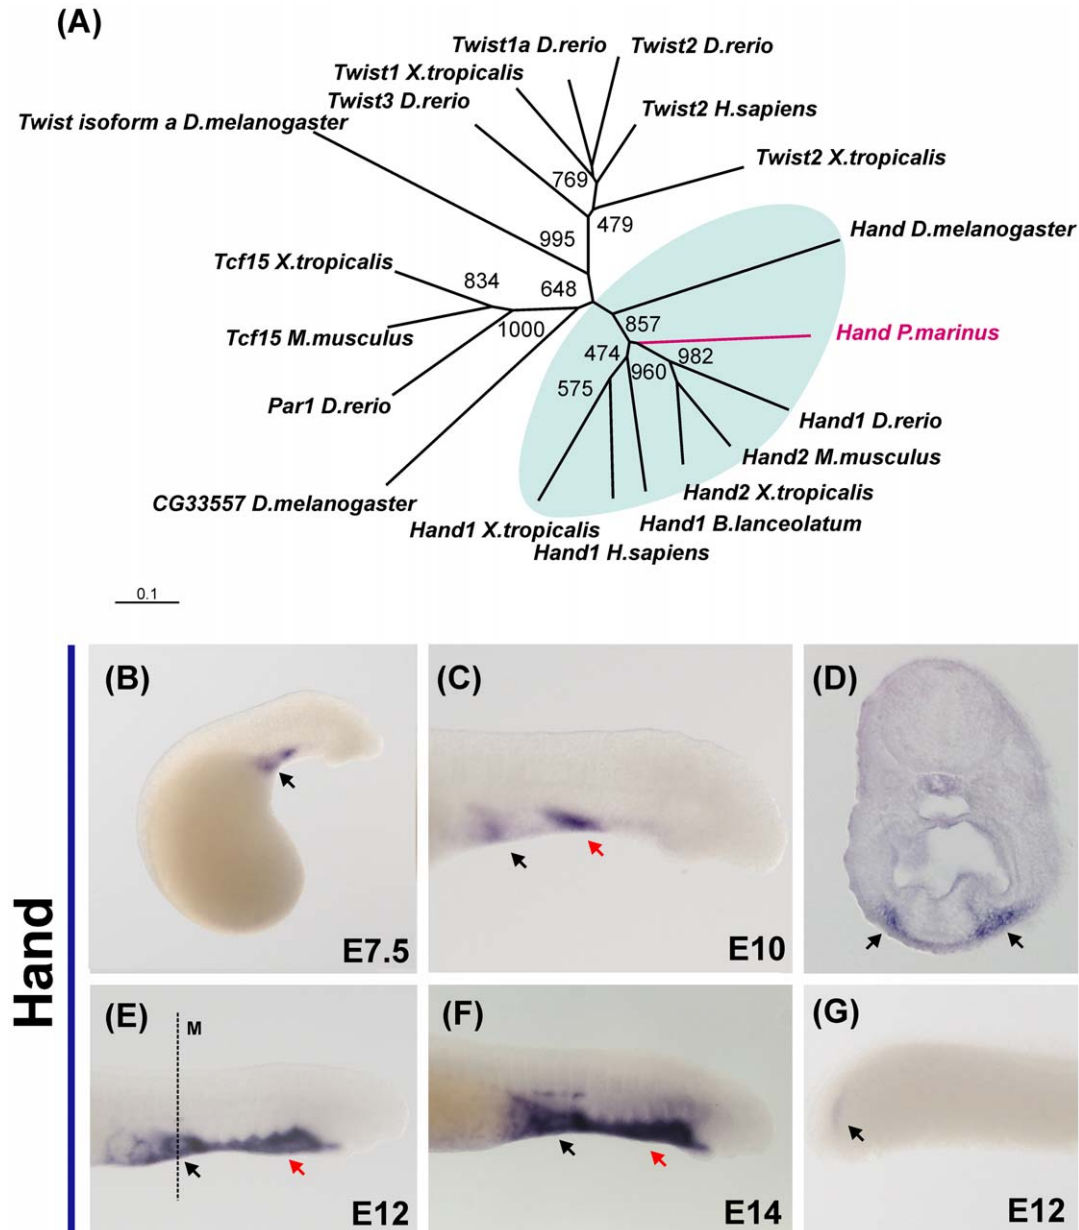 (A)
Twist1a D.rerio
Twist2 D.rerio
Twist1 X.tropicalis
Twist3 D.rerio
Twist2 H.sapiens
Twist isoform a D.melanogaster
Twist2 X.tropicalis
769
479
995
Hand D.melanogaster
Tcf15 X.tropicalis
834
648
1000
857
Tcf15 M.musculus
Hand P.marinus
474
982
960
575
Par1 D.rerio
Hand1 D.rerio
Hand2 M.musculus
CG33557 D.melanogaster
Hand2 X.tropicalis
Hand1 X.tropicalis
Hand1 B.lanceolatum
Hand1 H.sapiens
0.1
Hand
(B)
E7.5
(C)
E10
(D)
(E)
M
E12
(F)
E14
(G)
E12